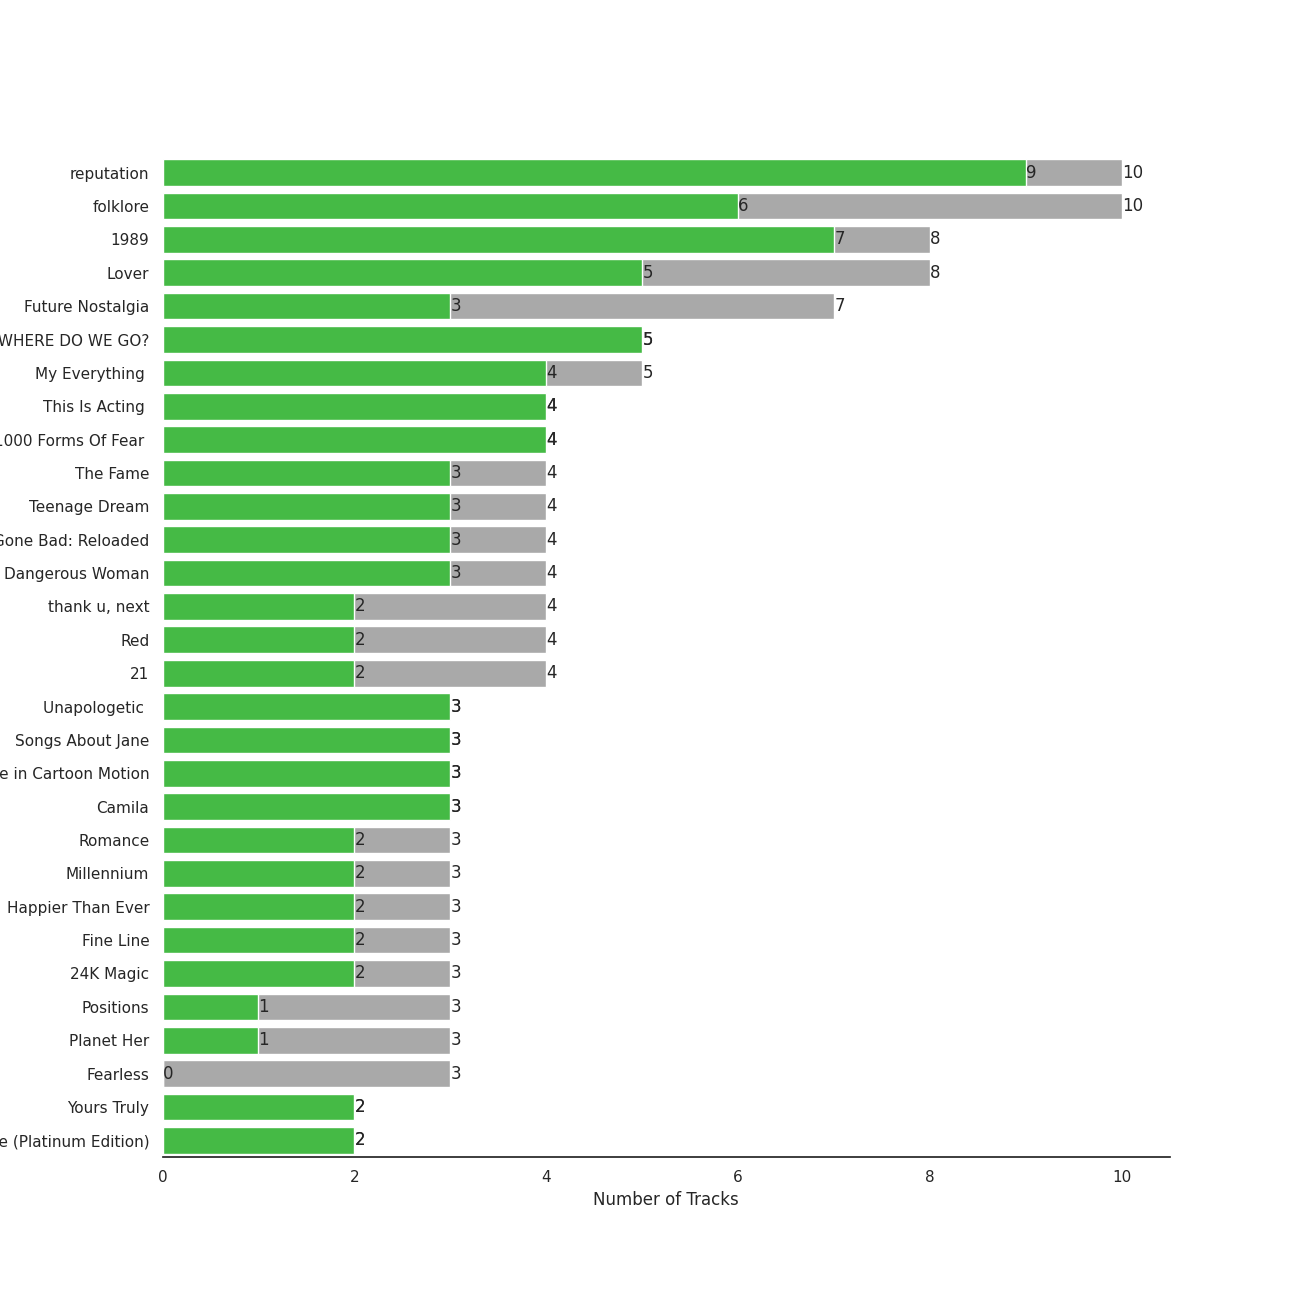 reputation 9 10
folklore 6 10
1989 7 8
Lover 5 8
Future Nostalgia 3 7
WHERE DO WE GO? 5
My Everything 4 5
This Is Acting 4
1000 Forms Of Fear 4
The Fame 3 4
Teenage Dream 3 4
Gone Bad: Reloaded 3 4
Dangerous Woman 3 4
thank u, next 2 4
Red 2 4
21 2 4
Unapologetic 3
Songs About Jane 3
e in Cartoon Motion 3
Camila 3
Romance 2 3
Millennium 2 3
Happier Than Ever 2 3
Fine Line 2 3
24K Magic 2 3
Positions 1 3
Planet Her 1 3
Fearless 0 3
Yours Truly 2
e (Platinum Edition) 2
0 2 4 6 8 10
Number of Tracks